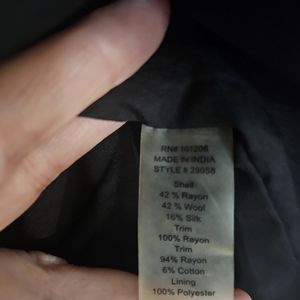 RN# 101206
MADE IN INDIA
STYLE # 29058
Shell
42 % Rayon
42 % Wool
16% Silk
Trim
100% Rayon
Trim
94% Rayon
6% Cotton
Lining
100% Polyester